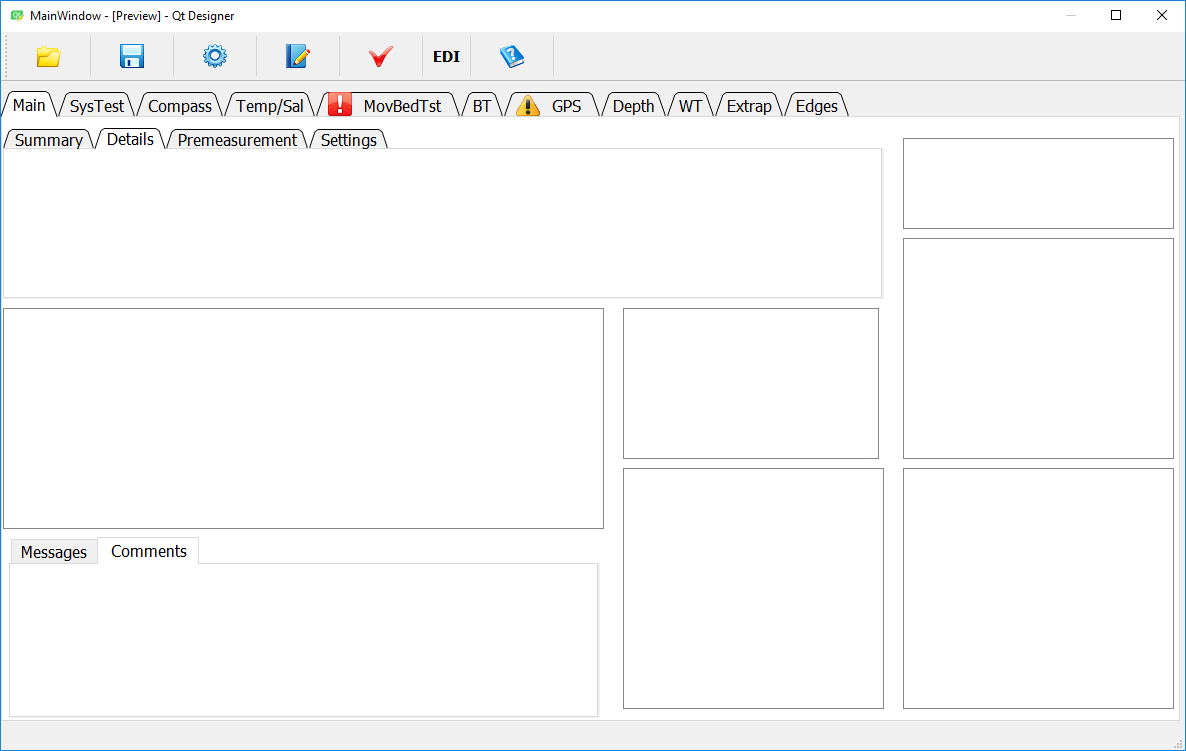 MainWindow - [Preview] - Qt Designer
EDI
Main SysTest Compass Temp/Sal MovBedTst BT GPS Depth WT Extrap Edges
Summary Details Premeasurement Settings
Messages Comments